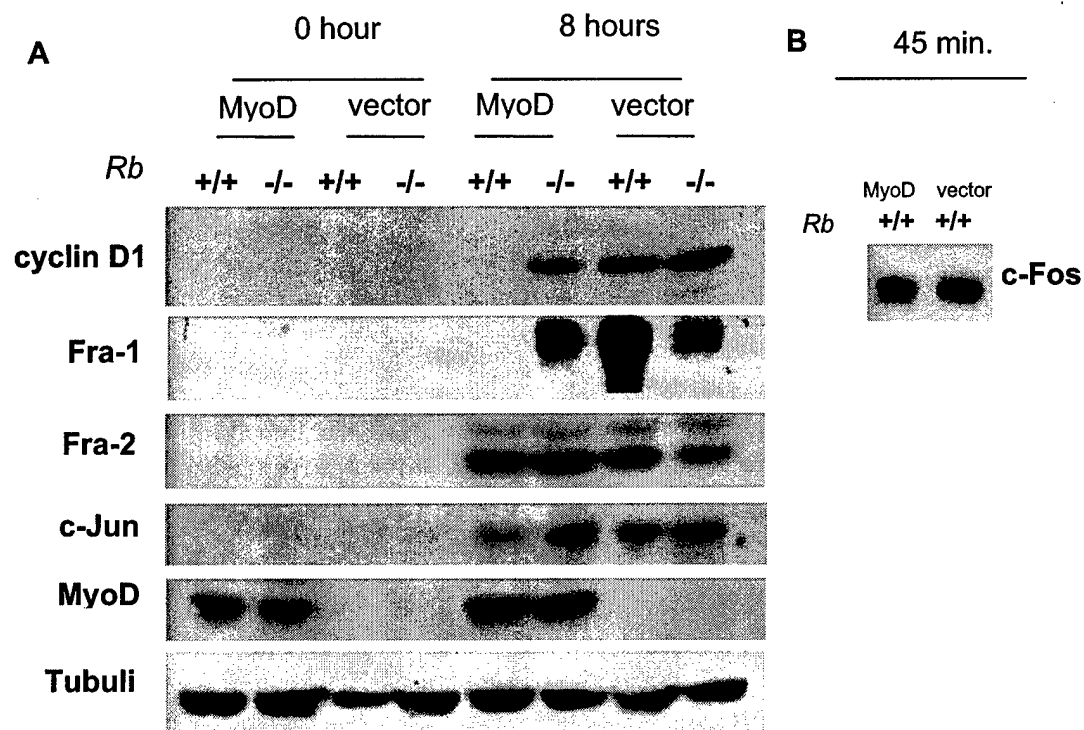 A
0 hour 8 hours
MyoD vector MyoD vector
Rb +/+ -/- +/+ -/- +/+ -/- +/+ -/-
cyclin D1
Fra-1
Fra-2
c-Jun
MyoD
Tubuli
B
45 min.
MyoD vector
Rb +/+ +/+
c-Fos